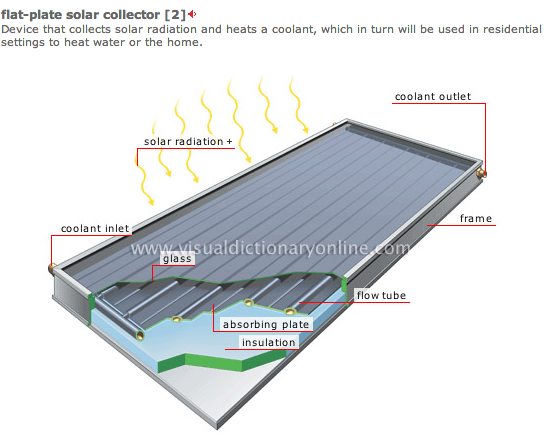 flat-plate solar collector [2]
Device that collects solar radiation and heats a coolant, which in turn will be used in residential
settings to heat water or the home.
coolant outlet
solar radiation +
frame
coolant inlet
www.visualdictionaryonline.com
glass
flow tube
absorbing plate
insulation